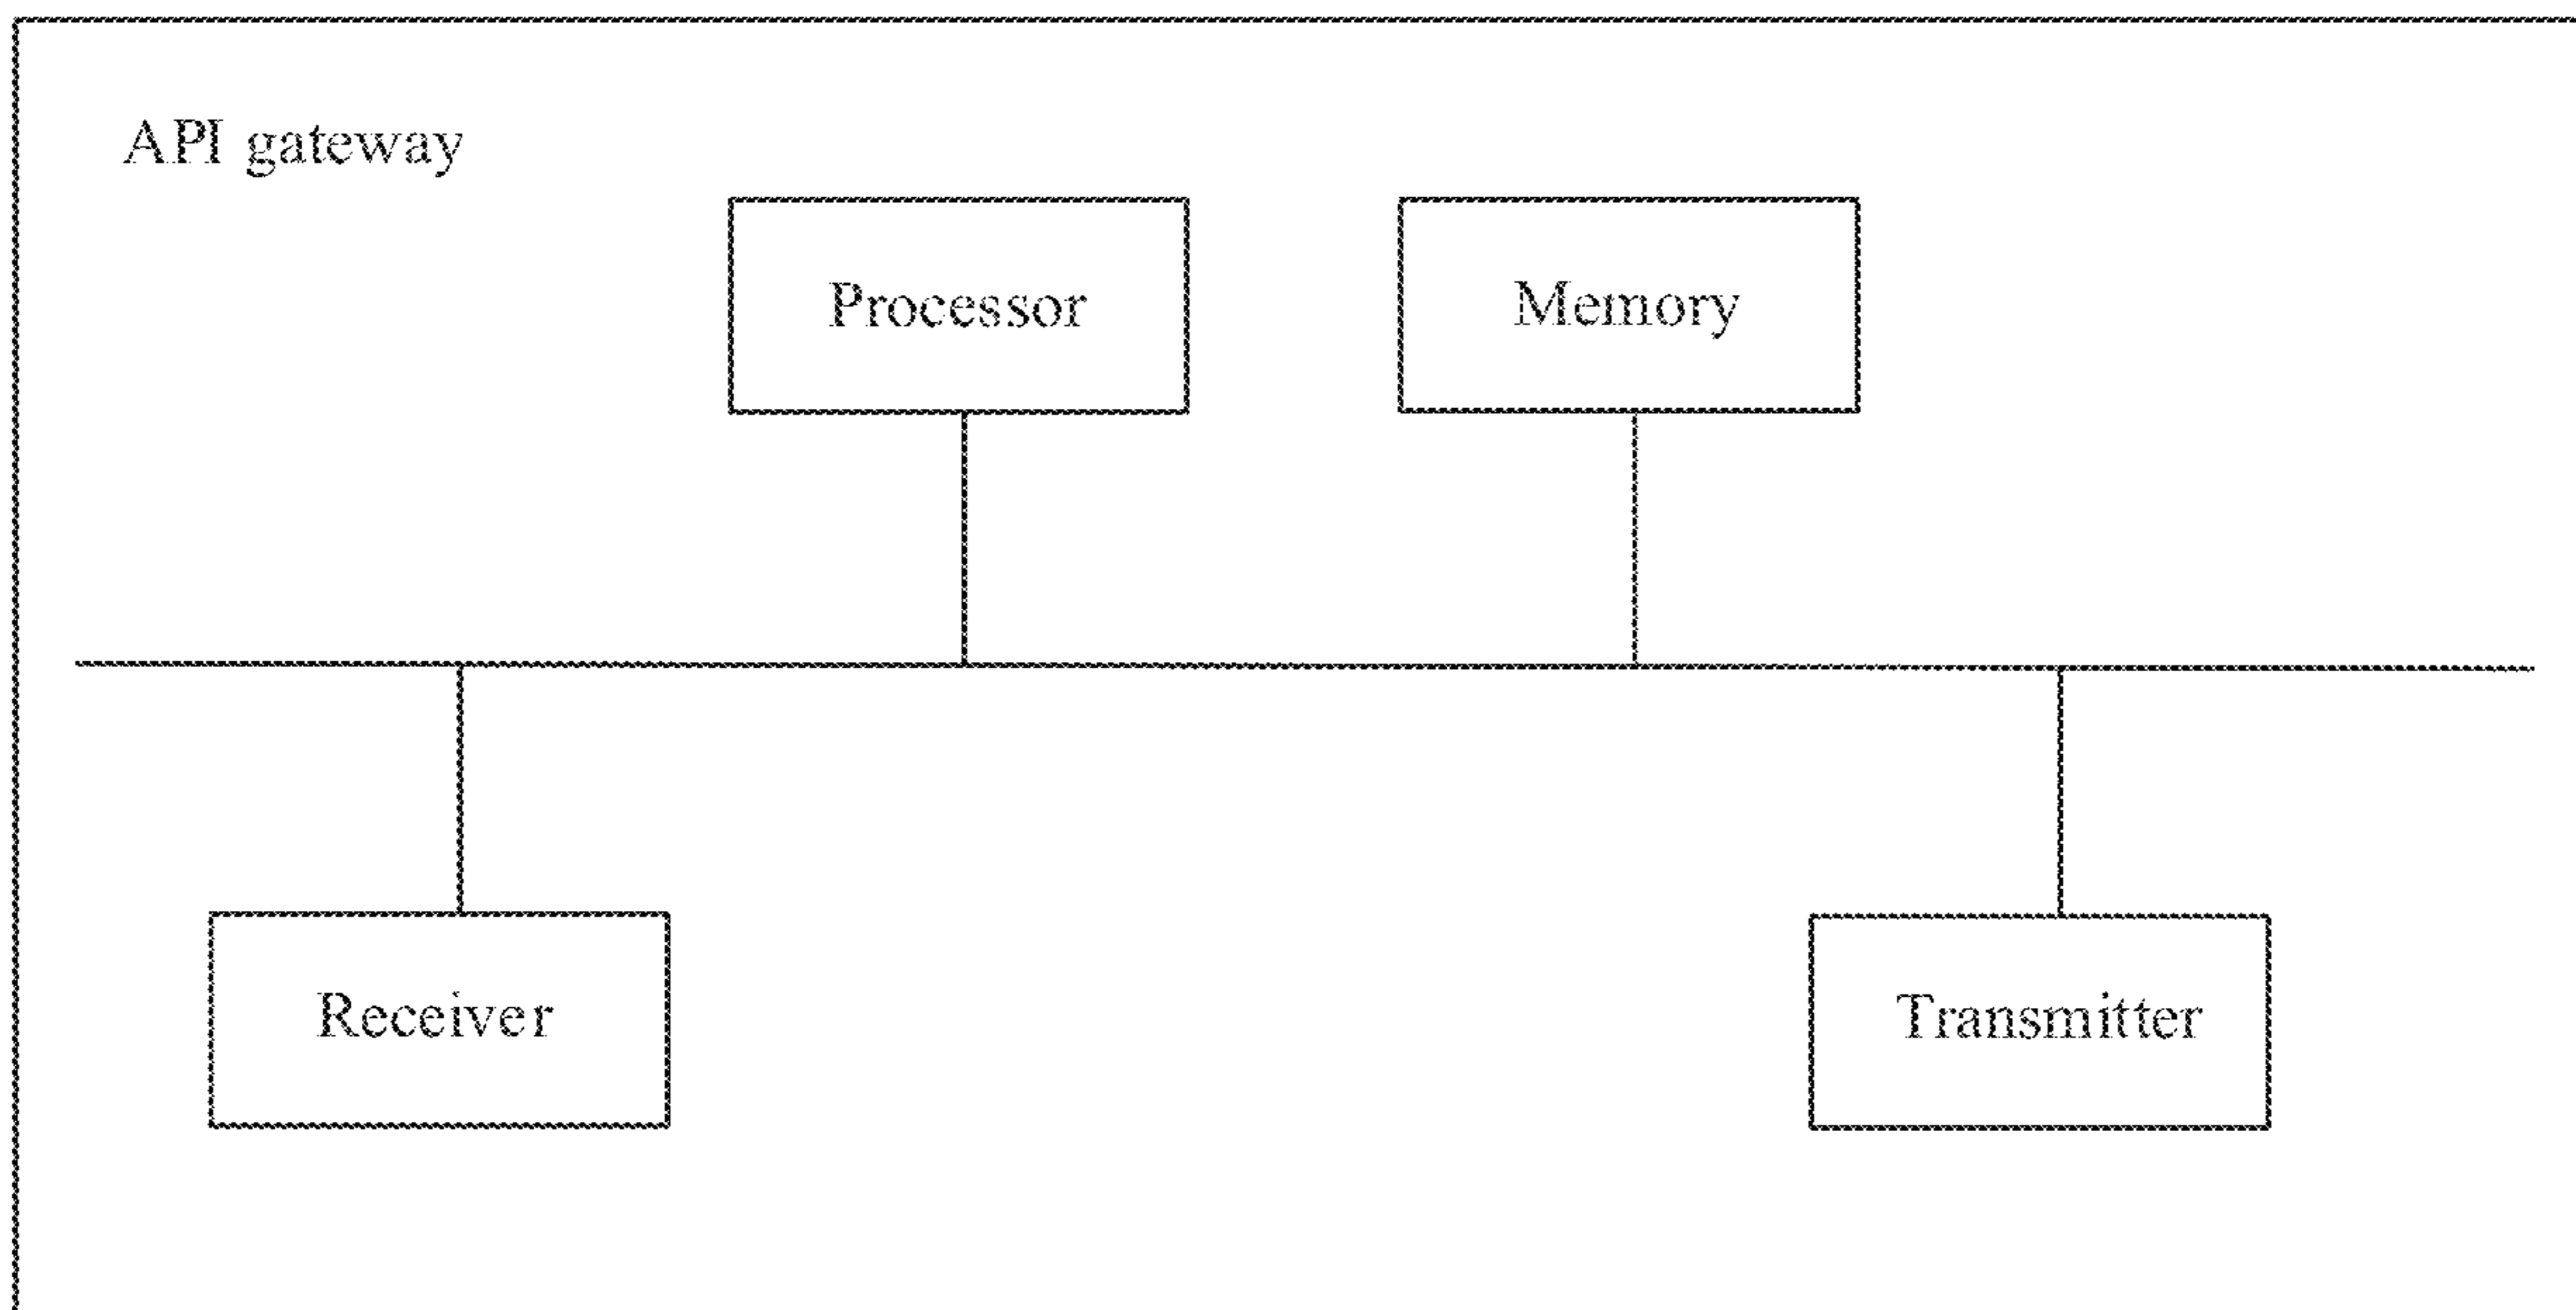 API gateway
Processor
Memory
Receiver
Transmitter